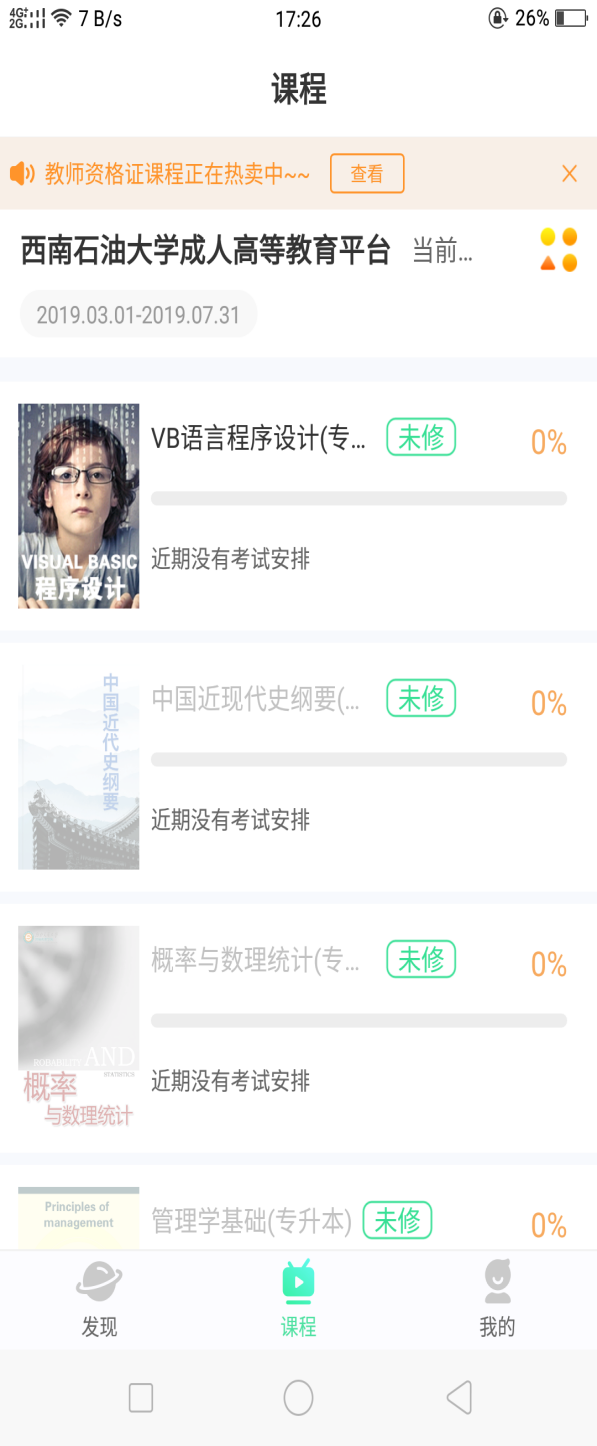 4G+ 2G 7 B/s 17:26 26%
课程
教师资格证课程正在热卖中~~ 查看
西南石油大学成人高等教育平台 当前...
2019.03.01-2019.07.31
VB语言程序设计(专... 未修 0%
VISUAL BASIC
程序设计
近期没有考试安排
中国近代史纲要
中国近现代史纲要(... 未修 0%
近期没有考试安排
概率与数理统计(专... 未修 0%
AND
STATISTICS
概率
与数理统计
近期没有考试安排
Principles of
management
管理学基础(专升本) 未修 0%
发现 课程 我的